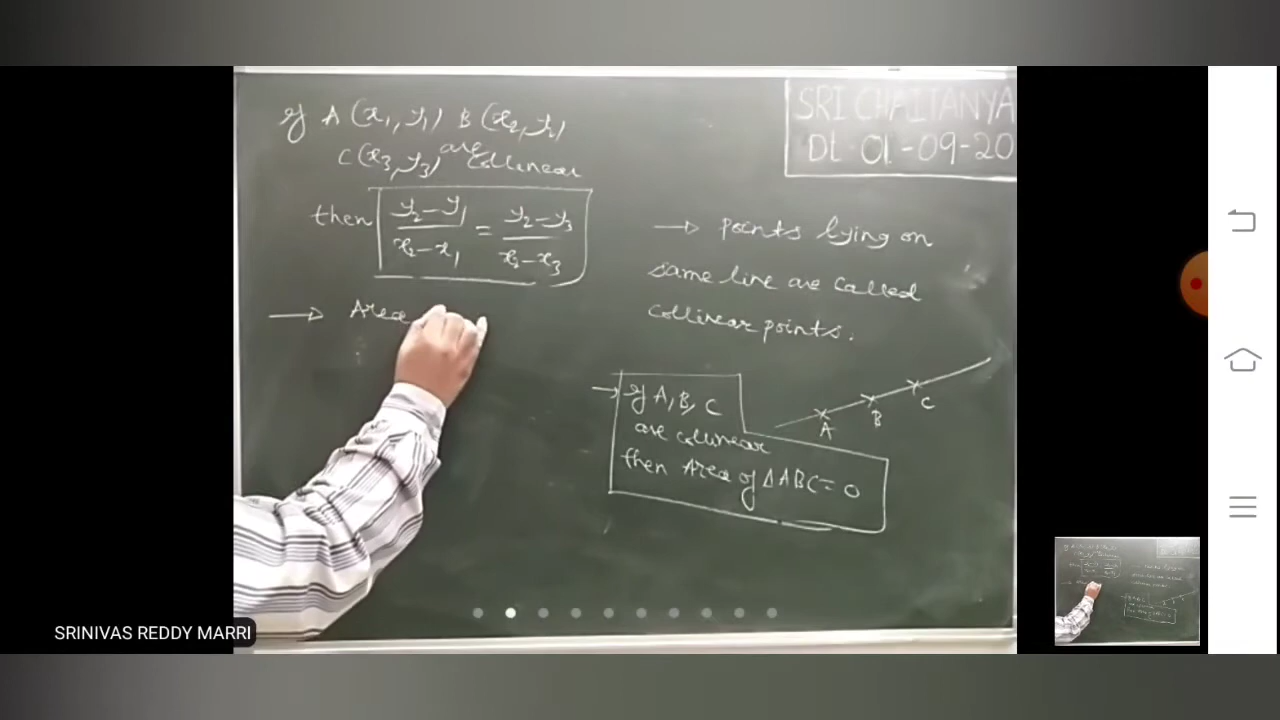 If A (x₁, y₁) B (x₂, y₂)
C (x₃, y₃) are collinear
then y₂-y₁/x₂-x₁ = y₂-y₃/x₂-x₃
→ Area
SRI CHAITANYA
Dt 01-09-20
→ points lying on
same line are called
collinear points.
→ If A, B, C
are collinear
then Area of ΔABC = 0
A B C
SRINIVAS REDDY MARRI